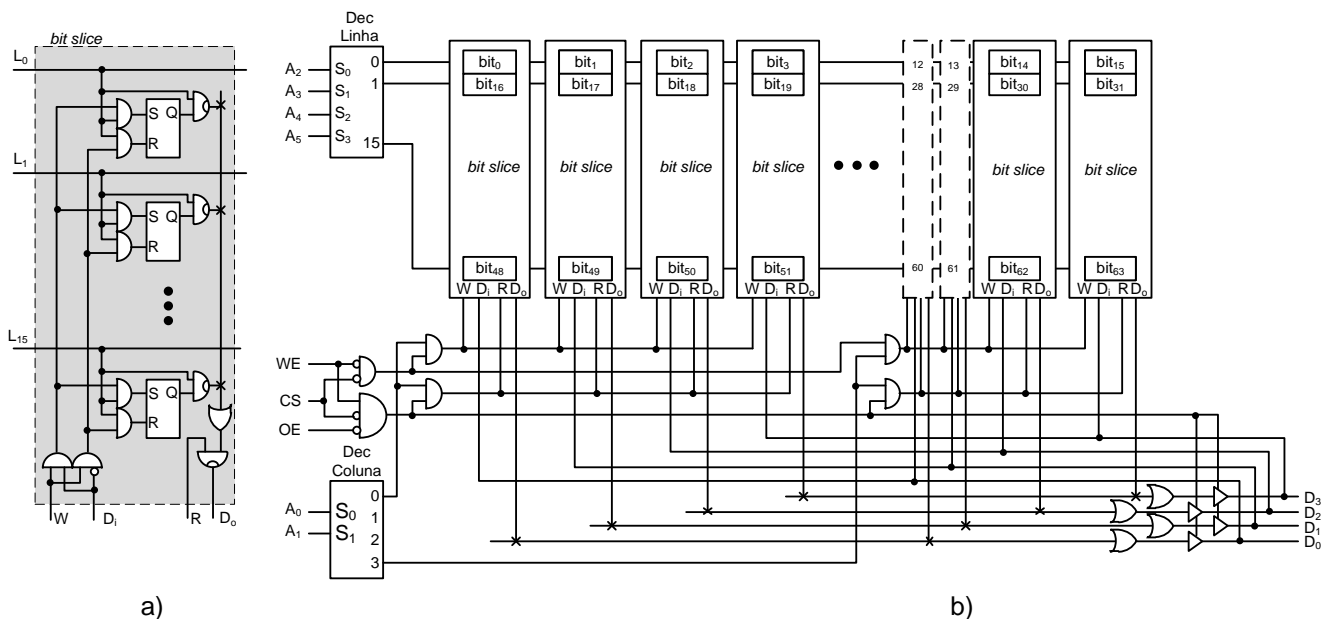 bit slice
L0
S Q
R
L1
S Q
R
L15
S Q
R
W Di R Do
a)
Dec
Linha
A2 S0 0
A3 S1 1
A4 S2
A5 S3 15
bit0 bit1 bit2 bit3 12 13 bit14 bit15
bit16 bit17 bit18 bit19 28 29 bit30 bit31
bit slice bit slice bit slice bit slice bit slice bit slice
bit48 bit49 bit50 bit51 60 61 bit62 bit63
W Di R Do W Di R Do W Di R Do W Di R Do W Di R Do W Di R Do
WE
CS
OE
Dec
Coluna
A0 S0 0
A1 S1 1
2
3
D3
D2
D1
D0
b)